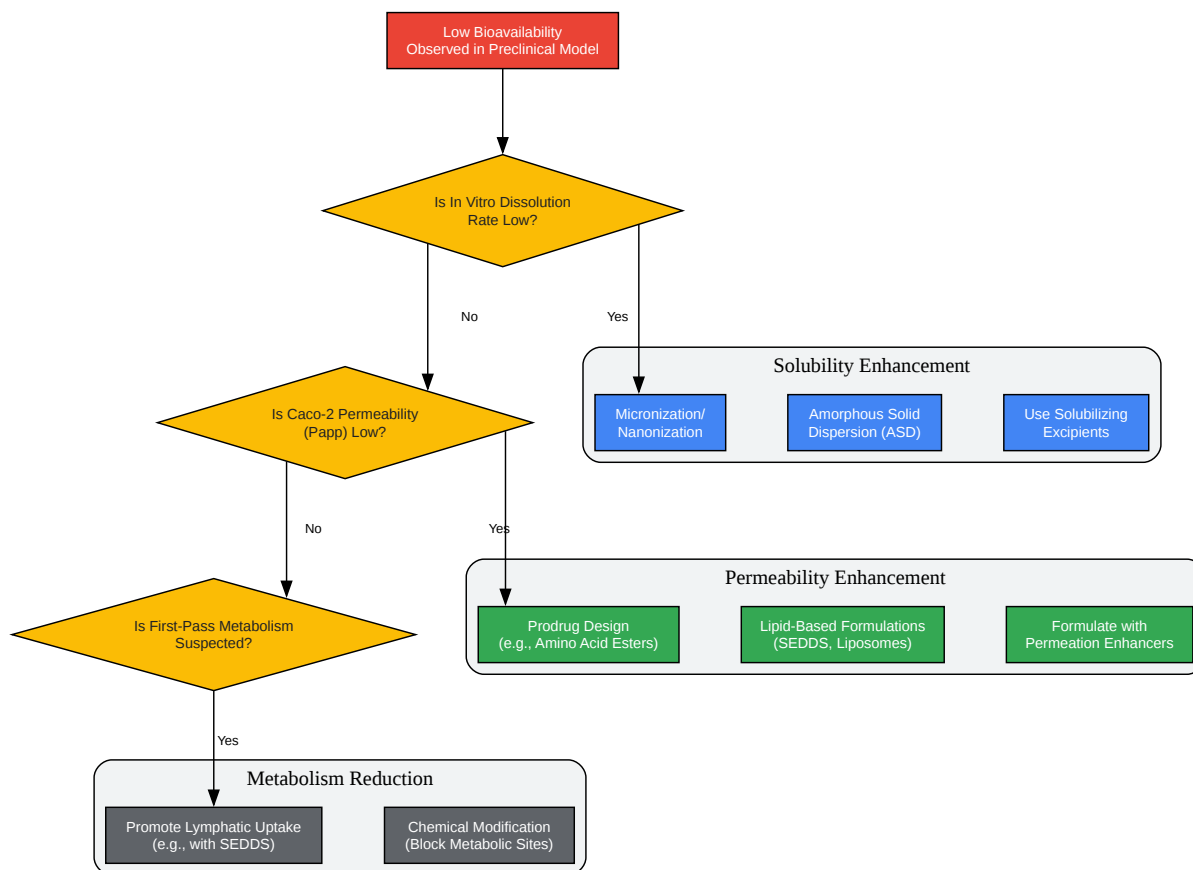 Low Bioavailability
Observed in Preclinical Model
Is In Vitro Dissolution
Rate Low?
No
Yes
Solubility Enhancement
Micronization/
Nanonization
Amorphous Solid
Dispersion (ASD)
Use Solubilizing
Excipients
Is Caco-2 Permeability
(Papp) Low?
No
Yes
Permeability Enhancement
Prodrug Design
(e.g., Amino Acid Esters)
Lipid-Based Formulations
(SEDDS, Liposomes)
Formulate with
Permeation Enhancers
Is First-Pass Metabolism
Suspected?
Yes
Metabolism Reduction
Promote Lymphatic Uptake
(e.g., with SEDDS)
Chemical Modification
(Block Metabolic Sites)